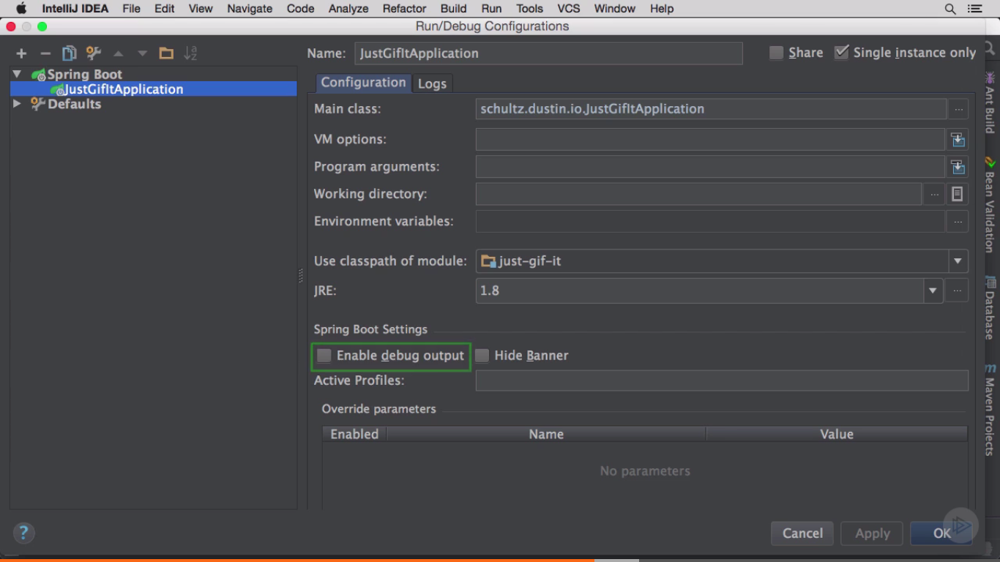 IntelliJ IDEA File Edit View Navigate Code Analyze Refactor Build Run Tools VCS Window Help
Run/Debug Configurations
Name: JustGifItApplication Share Single instance only
Spring Boot
JustGifItApplication
Defaults
Configuration Logs
Main class: schultz.dustin.io.JustGifItApplication ...
VM options:
Program arguments:
Working directory: ...
Environment variables: ...
Use classpath of module: just-gif-it
JRE: 1.8 ...
Spring Boot Settings
Enable debug output Hide Banner
Active Profiles:
Override parameters
Enabled Name Value
No parameters
? Cancel Apply OK
Ant Build
Bean Validation
Database
m Maven Projects